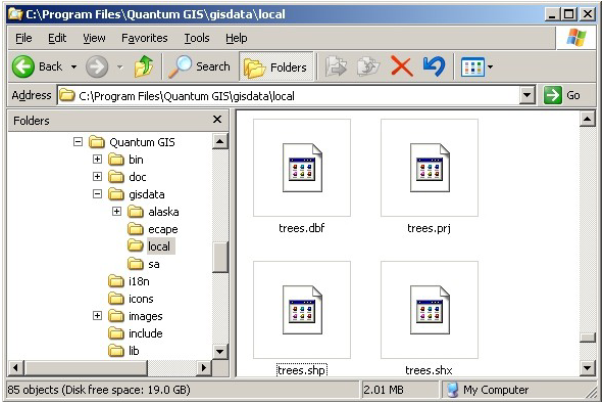 C:\Program Files\Quantum GIS\gisdata\local
File Edit View Favorites Tools Help
Back Search Folders
Address C:\Program Files\Quantum GIS\gisdata\local Go
Folders
Quantum GIS
bin
doc
gisdata
alaska
ecape
local
sa
i18n
icons
images
include
lib
trees.dbf trees.prj
trees.shp trees.shx
85 objects (Disk free space: 19.0 GB) 2.01 MB My Computer